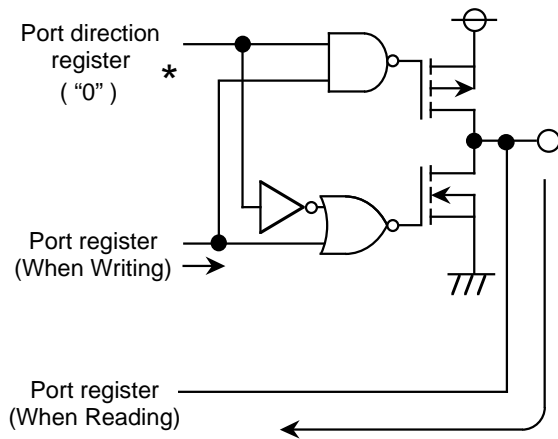 Port direction
register
( “0” ) *
Port register
(When Writing)
Port register
(When Reading)